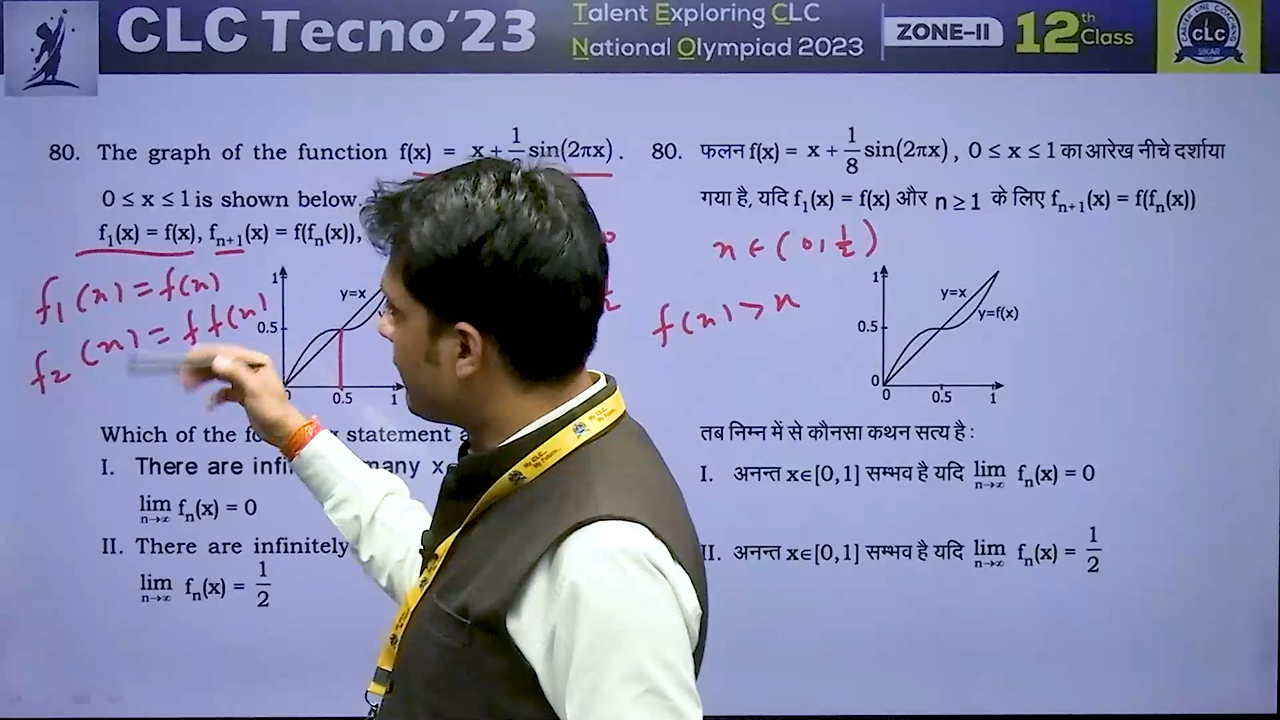 CLC Tecno'23
Talent Exploring CLC
National Olympiad 2023
ZONE-II
12th Class
CLC
SIKAR
80. The graph of the function f(x) = x + 1 sin(2πx).
0 ≤ x ≤ 1 is shown below.
f₁(x) = f(x), fₙ₊₁(x) = f(fₙ(x)),
f₁(x) = f(x)
f₂(x) = f f(x)
1
y=x
0.5
0.5
1
Which of the statement
I. There are many x
lim fₙ(x) = 0
n→∞
II. There are infinitely
lim fₙ(x) = 1/2
n→∞
80. फलन f(x) = x + 1/8 sin(2πx), 0 ≤ x ≤ 1 का आरेख नीचे दर्शाया
गया है, यदि f₁(x) = f(x) और n ≥ 1 के लिए fₙ₊₁(x) = f(fₙ(x))
x ∈ (0, 1/2)
f(x) > x
1
y=x
0.5
y=f(x)
0
0
0.5
1
तब निम्न में से कौनसा कथन सत्य है :
I. अनन्त x∈[0,1] सम्भव है यदि lim fₙ(x) = 0
n→∞
II. अनन्त x∈[0,1] सम्भव है यदि lim fₙ(x) = 1/2
n→∞